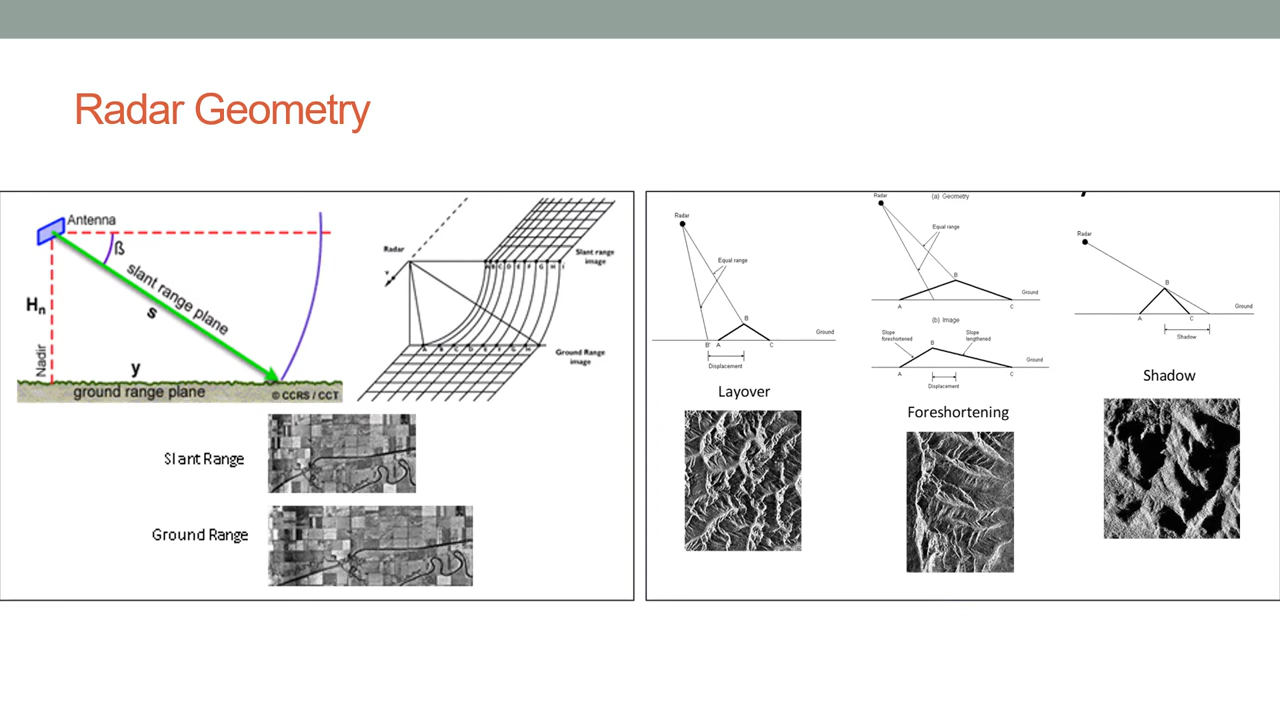 Radar Geometry
Antenna
ß
slant range plane
s
Hn
Nadir
y
ground range plane
© CCRS / CCT
Radar
v
Slant range
image
A B C D E F G H I
A B C D E F G H
Ground Range
image
Slant Range
Ground Range
Radar
Equal range
B
B' A C
Ground
Displacement
Layover
Radar
(a) Geometry
Equal range
B
Ground
A C
(b) Image
Slope
foreshortened
B
Slope
lengthened
Ground
A C
Displacement
Foreshortening
Radar
B
Ground
A C
Shadow
Shadow